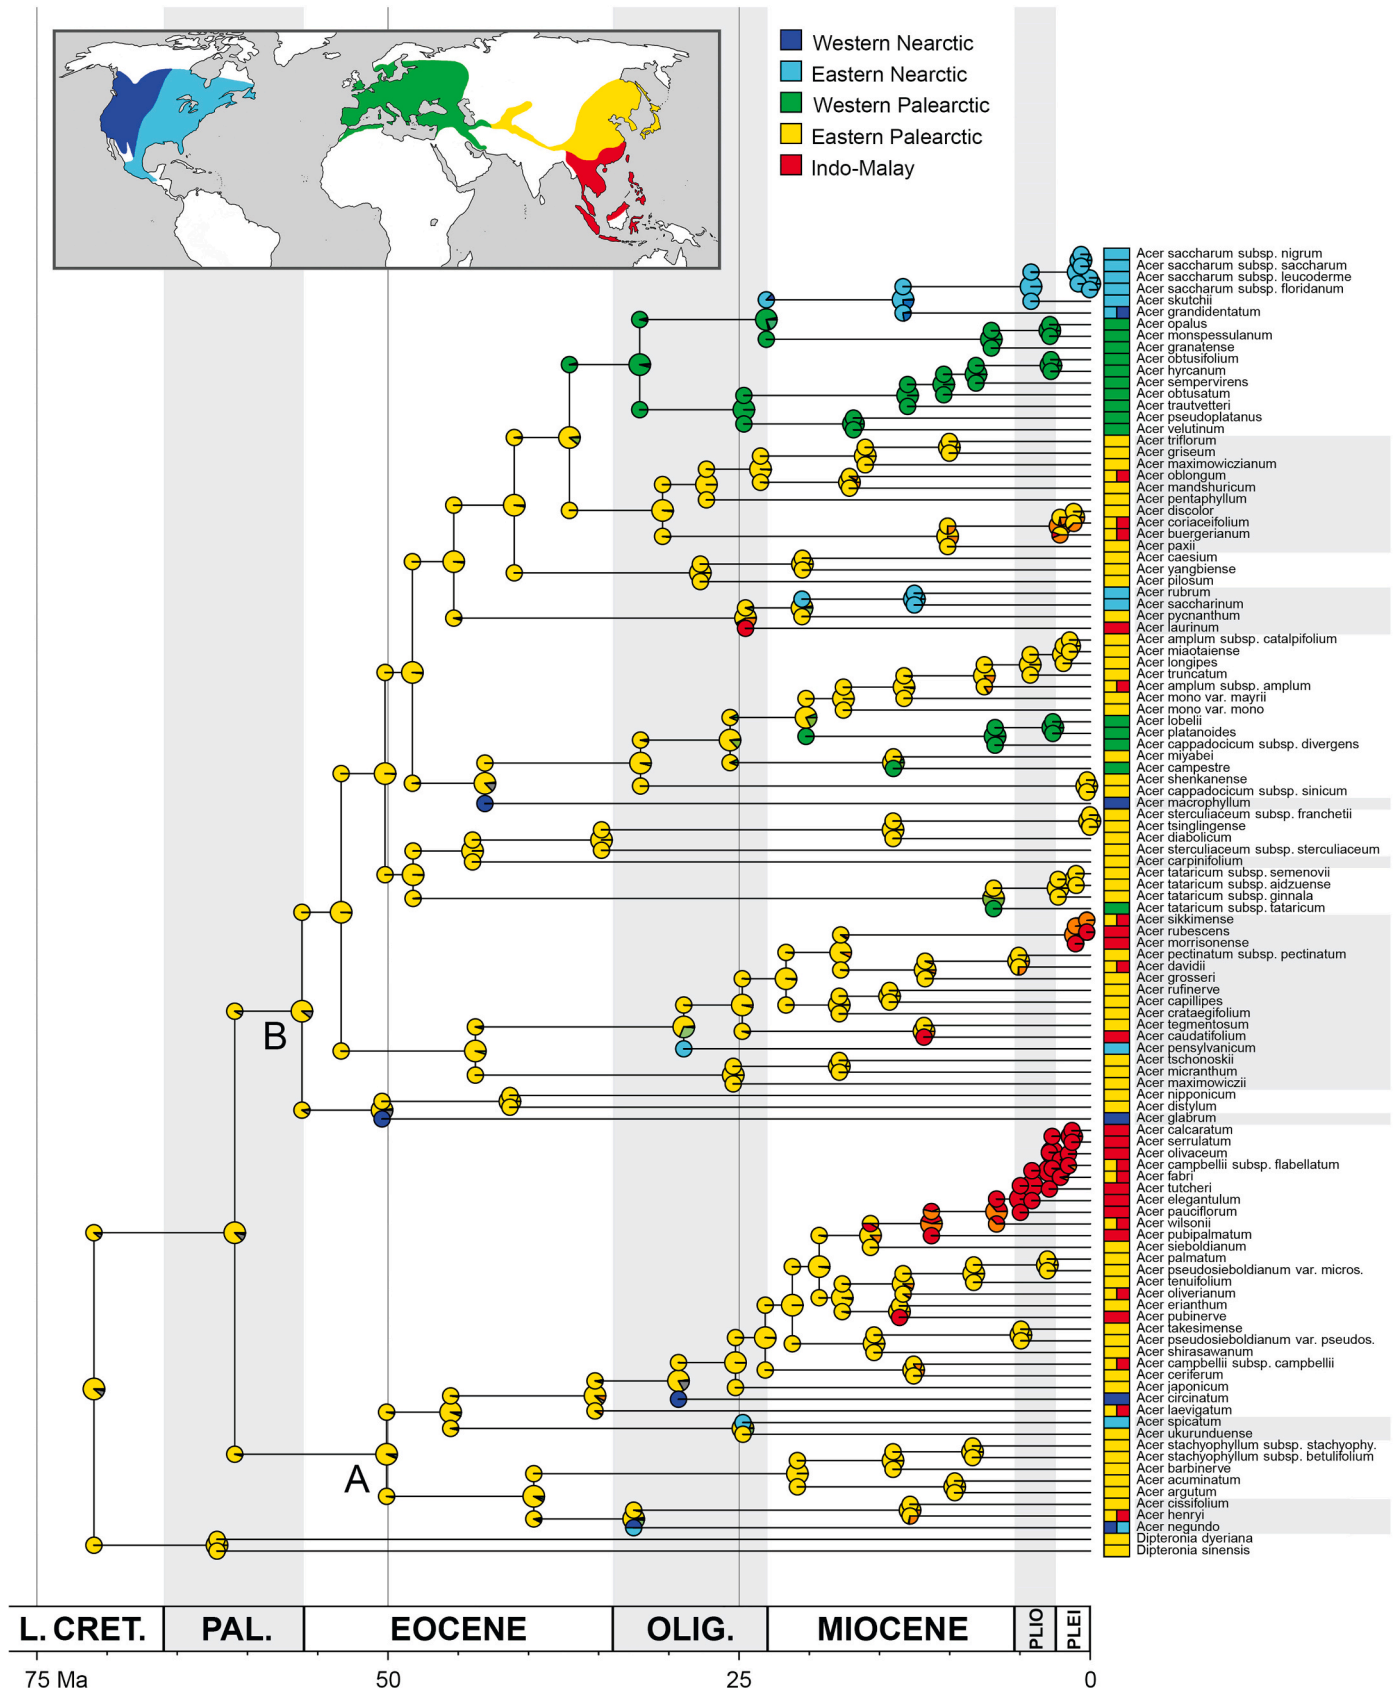 Western Nearctic
Eastern Nearctic
Western Palearctic
Eastern Palearctic
Indo-Malay
Acer saccharum subsp. nigrum
Acer saccharum subsp. saccharum
Acer saccharum subsp. leucoderme
Acer saccharum subsp. floridanum
Acer skutchii
Acer grandidentatum
Acer opalus
Acer monspessulanum
Acer granatense
Acer obtusifolium
Acer hyrcanum
Acer sempervirens
Acer obtusatum
Acer trautvetteri
Acer pseudoplatanus
Acer velutinum
Acer triflorum
Acer griseum
Acer maximowiczianum
Acer oblongum
Acer mandshuricum
Acer pentaphyllum
Acer discolor
Acer coriaceifolium
Acer buergerianum
Acer paxii
Acer caesium
Acer yangbiense
Acer pilosum
Acer rubrum
Acer saccharinum
Acer pycnanthum
Acer laurinum
Acer amplum subsp. catalpifolium
Acer miaotaiense
Acer longipes
Acer truncatum
Acer amplum subsp. amplum
Acer mono var. mayrii
Acer mono var. mono
Acer lobelii
Acer platanoides
Acer cappadocicum subsp. divergens
Acer miyabei
Acer campestre
Acer shenkanense
Acer cappadocicum subsp. sinicum
Acer macrophyllum
Acer sterculiaceum subsp. franchetii
Acer tsinglingense
Acer diabolicum
Acer sterculiaceum subsp. sterculiaceum
Acer carpinifolium
Acer tataricum subsp. semenovii
Acer tataricum subsp. aidzuense
Acer tataricum subsp. ginnala
Acer tataricum subsp. tataricum
Acer sikkimense
Acer rubescens
Acer morrisonense
Acer pectinatum subsp. pectinatum
Acer davidii
Acer grosseri
Acer rufinerve
Acer capillipes
Acer crataegifolium
Acer tegmentosum
Acer caudatifolium
Acer pensylvanicum
Acer tschonoskii
Acer micranthum
Acer maximowiczii
Acer nipponicum
Acer distylum
Acer glabrum
Acer calcaratum
Acer serrulatum
Acer olivaceum
Acer campbellii subsp. flabellatum
Acer fabri
Acer tutcheri
Acer elegantulum
Acer pauciflorum
Acer wilsonii
Acer pubipalmatum
Acer sieboldianum
Acer palmatum
Acer pseudosieboldianum var. micros.
Acer tenuifolium
Acer oliverianum
Acer erianthum
Acer pubinerve
Acer takesimense
Acer pseudosieboldianum var. pseudos.
Acer shirasawanum
Acer campbellii subsp. campbellii
Acer ceriferum
Acer japonicum
Acer circinatum
Acer laevigatum
Acer spicatum
Acer ukurunduense
Acer stachyophyllum subsp. stachyophy.
Acer stachyophyllum subsp. betulifolium
Acer barbinerve
Acer acuminatum
Acer argutum
Acer cissifolium
Acer henryi
Acer negundo
Dipteronia dyeriana
Dipteronia sinensis
B
A
L. CRET.
PAL.
EOCENE
OLIG.
MIOCENE
PLIO
PLEI
75 Ma
50
25
0